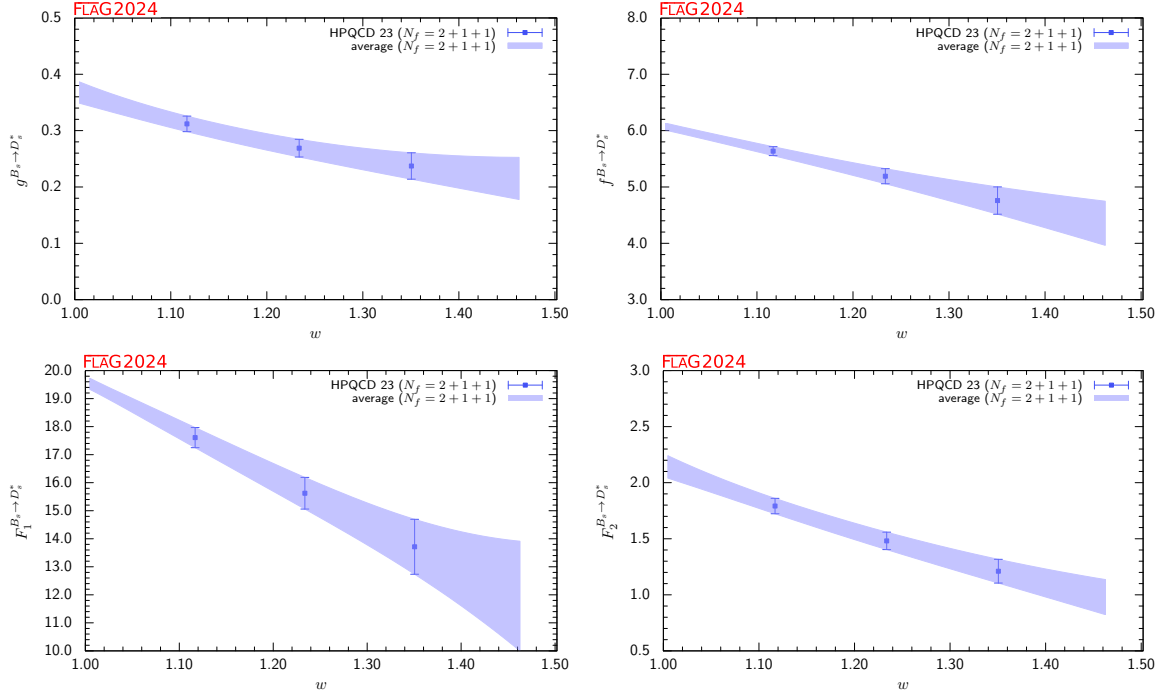 FLAG2024
HPQCD 23 (N_f = 2 + 1 + 1)
average (N_f = 2 + 1 + 1)
g^{B_s→D_s^*}
0.5
0.4
0.3
0.2
0.1
0.0
1.00 1.10 1.20 1.30 1.40 1.50
w
FLAG2024
HPQCD 23 (N_f = 2 + 1 + 1)
average (N_f = 2 + 1 + 1)
f^{B_s→D_s^*}
8.0
7.0
6.0
5.0
4.0
3.0
1.00 1.10 1.20 1.30 1.40 1.50
w
FLAG2024
HPQCD 23 (N_f = 2 + 1 + 1)
average (N_f = 2 + 1 + 1)
F_1^{B_s→D_s^*}
20.0
19.0
18.0
17.0
16.0
15.0
14.0
13.0
12.0
11.0
10.0
1.00 1.10 1.20 1.30 1.40 1.50
w
FLAG2024
HPQCD 23 (N_f = 2 + 1 + 1)
average (N_f = 2 + 1 + 1)
F_2^{B_s→D_s^*}
3.0
2.5
2.0
1.5
1.0
0.5
1.00 1.10 1.20 1.30 1.40 1.50
w